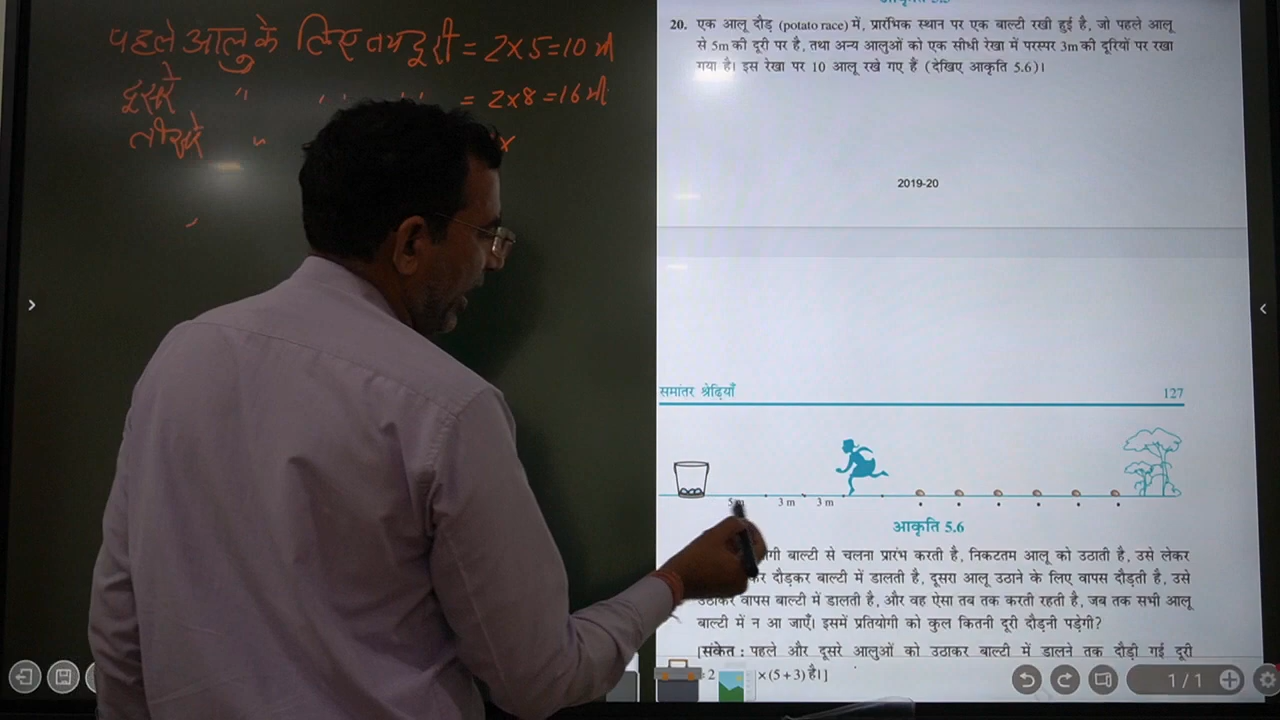 पहले आलू के लिए तय दूरी = 2×5=10 मी
दूसरे " " " = 2×8=16 मी
तीसरे " ×
20. एक आलू दौड़ (potato race) में, प्रारंभिक स्थान पर एक बाल्टी रखी हुई है, जो पहले आलू
से 5m की दूरी पर है, तथा अन्य आलुओं को एक सीधी रेखा में परस्पर 3m की दूरियों पर रखा
गया है। इस रेखा पर 10 आलू रखे गए हैं (देखिए आकृति 5.6)।
2019-20
समांतर श्रेढ़ियाँ 127
3 m 3 m
आकृति 5.6
बाल्टी से चलना प्रारंभ करती है, निकटतम आलू को उठाती है, उसे लेकर
दौड़कर बाल्टी में डालती है, दूसरा आलू उठाने के लिए वापस दौड़ती है, उसे
उठाकर वापस बाल्टी में डालती है, और वह ऐसा तब तक करती रहती है, जब तक सभी आलू
बाल्टी में न आ जाएँ। इसमें प्रतियोगी को कुल कितनी दूरी दौड़नी पड़ेगी?
[संकेत : पहले और दूसरे आलुओं को उठाकर बाल्टी में डालने तक दौड़ी गई दूरी
= 2 × (5 + 3) है।]
1 / 1